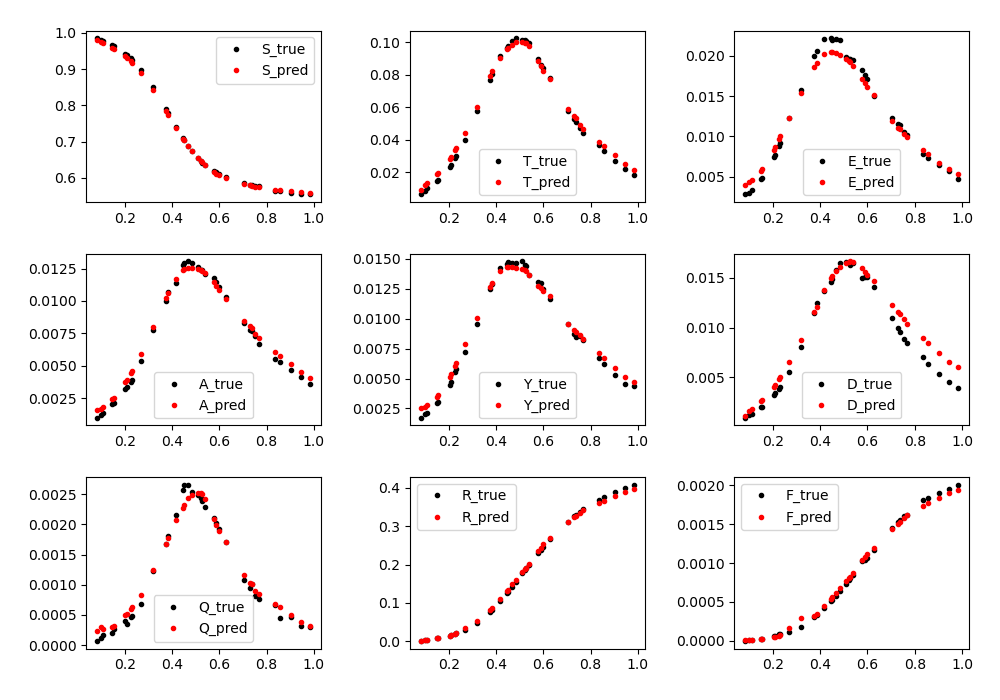 1.0
0.9
0.8
0.7
0.6
S_true
S_pred
0.2 0.4 0.6 0.8 1.0
0.10
0.08
0.06
0.04
0.02
T_true
T_pred
0.2 0.4 0.6 0.8 1.0
0.020
0.015
0.010
0.005
E_true
E_pred
0.2 0.4 0.6 0.8 1.0
0.0125
0.0100
0.0075
0.0050
0.0025
A_true
A_pred
0.2 0.4 0.6 0.8 1.0
0.0150
0.0125
0.0100
0.0075
0.0050
0.0025
Y_true
Y_pred
0.2 0.4 0.6 0.8 1.0
0.015
0.010
0.005
D_true
D_pred
0.2 0.4 0.6 0.8 1.0
0.0025
0.0020
0.0015
0.0010
0.0005
0.0000
Q_true
Q_pred
0.2 0.4 0.6 0.8 1.0
0.4
0.3
0.2
0.1
0.0
R_true
R_pred
0.2 0.4 0.6 0.8 1.0
0.0020
0.0015
0.0010
0.0005
0.0000
F_true
F_pred
0.2 0.4 0.6 0.8 1.0